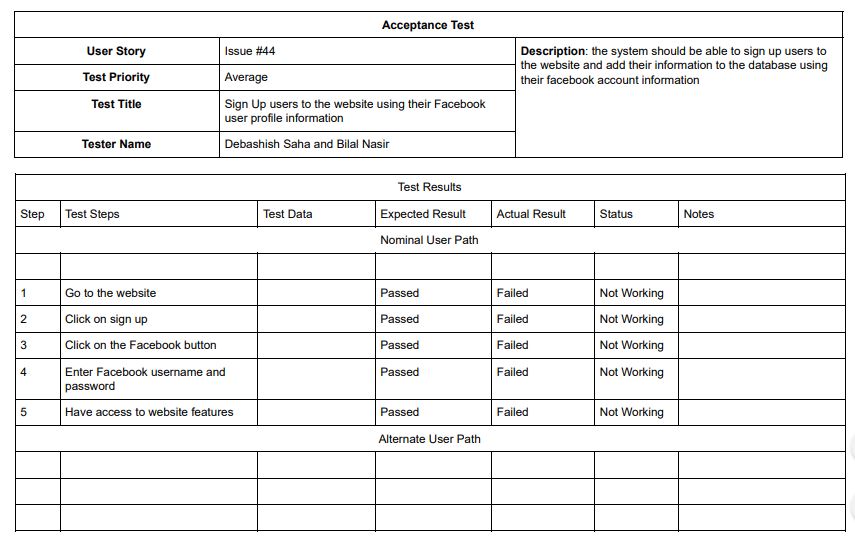 Acceptance Test
User Story
Issue #44
Description: the system should be able to sign up users to
the website and add their information to the database using
their facebook account information
Test Priority
Average
Test Title
Sign Up users to the website using their Facebook
user profile information
Tester Name
Debashish Saha and Bilal Nasir
Test Results
Step Test Steps Test Data Expected Result Actual Result Status Notes
Nominal User Path
1 Go to the website Passed Failed Not Working
2 Click on sign up Passed Failed Not Working
3 Click on the Facebook button Passed Failed Not Working
4 Enter Facebook username and Passed Failed Not Working
password
5 Have access to website features Passed Failed Not Working
Alternate User Path